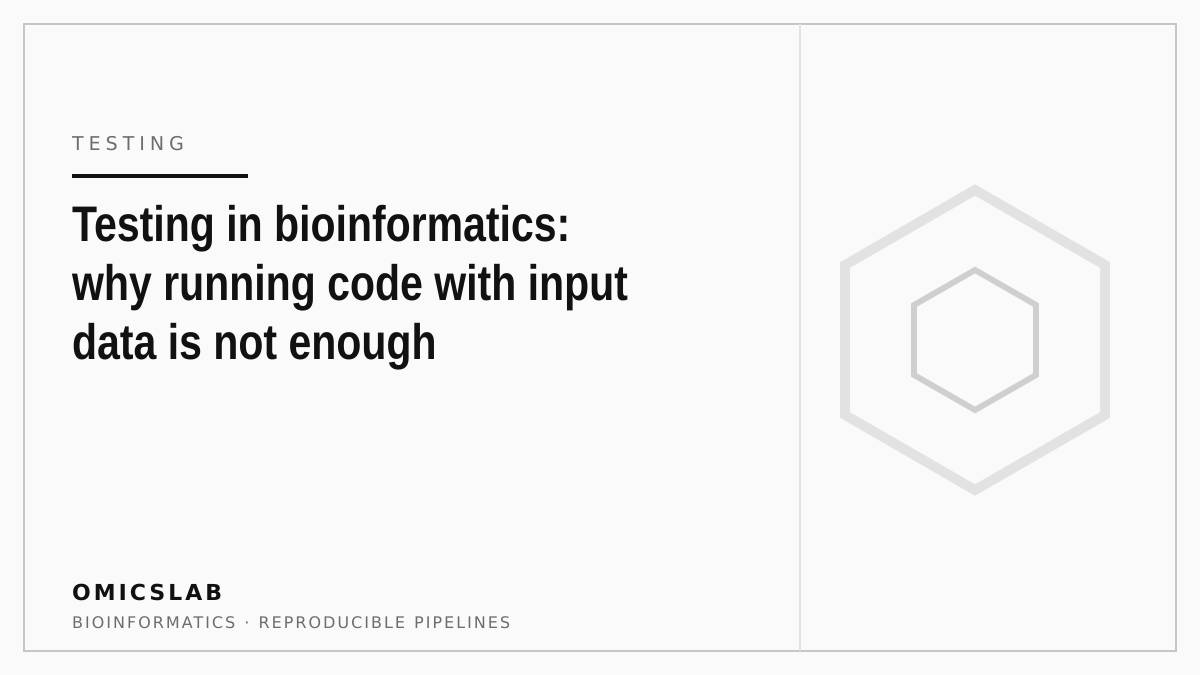 TESTING
Testing in bioinformatics:
why running code with input
data is not enough
OMICSLAB
BIOINFORMATICS · REPRODUCIBLE PIPELINES